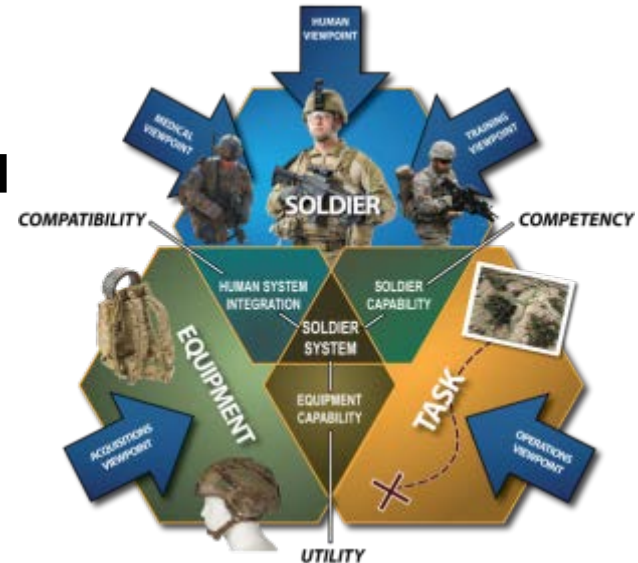 HUMAN
VIEWPOINT
MEDICAL
VIEWPOINT
TRAINING
VIEWPOINT
SOLDIER
COMPATIBILITY
COMPETENCY
HUMAN SYSTEM
INTEGRATION
SOLDIER
CAPABILITY
SOLDIER
SYSTEM
EQUIPMENT
TASK
EQUIPMENT
CAPABILITY
ACQUISITIONS
VIEWPOINT
OPERATIONS
VIEWPOINT
UTILITY